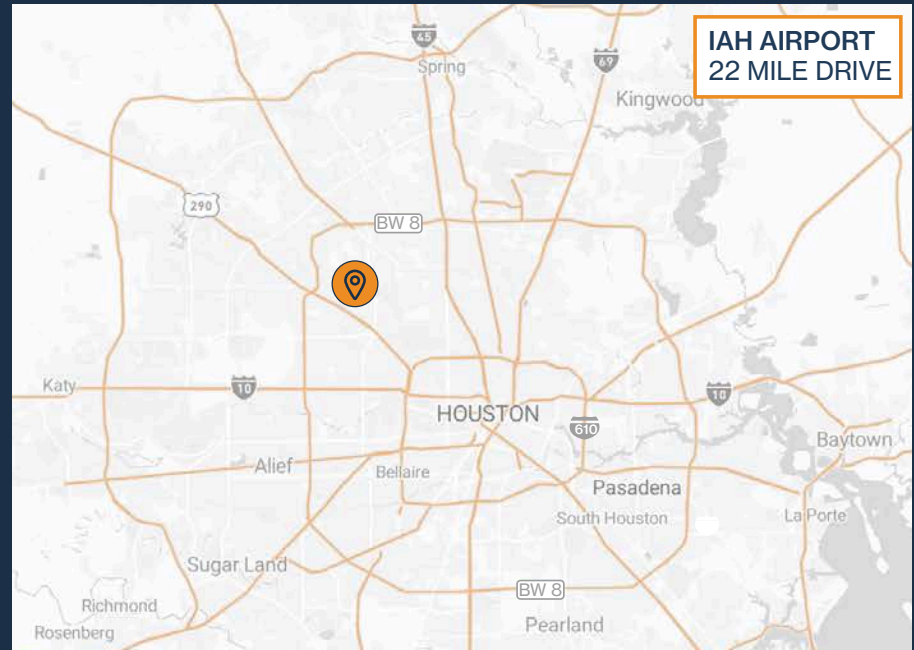 IAH AIRPORT
22 MILE DRIVE
45
Spring
69
Kingwood
290
BW 8
Katy
10
10
HOUSTON
610
Baytown
Alief
Bellaire
Pasadena
South Houston
La Porte
Sugar Land
BW 8
Richmond
Rosenberg
Pearland